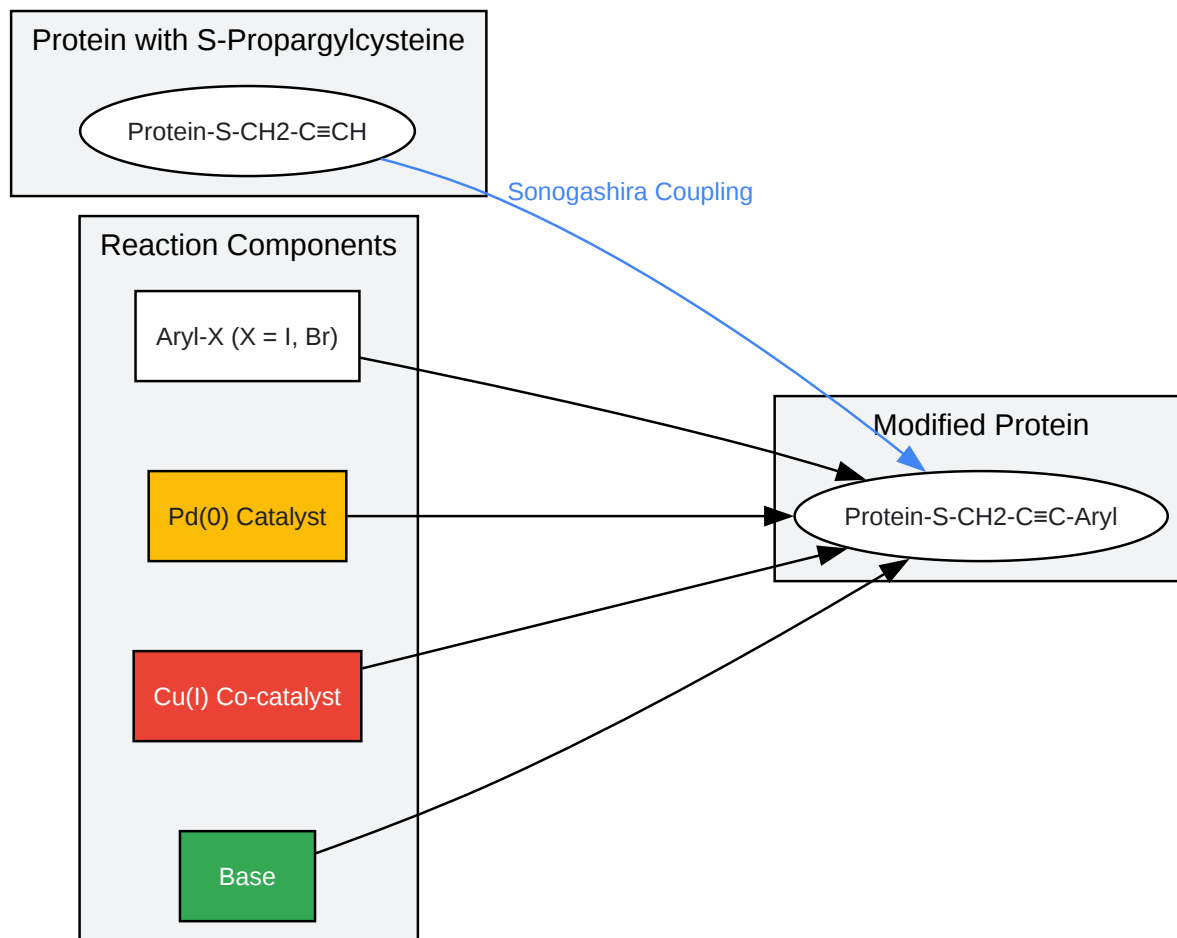 Protein with S-Propargylcysteine
Protein-S-CH2-C≡CH
Sonogashira Coupling
Reaction Components
Aryl-X (X = I, Br)
Pd(0) Catalyst
Cu(I) Co-catalyst
Base
Modified Protein
Protein-S-CH2-C≡C-Aryl